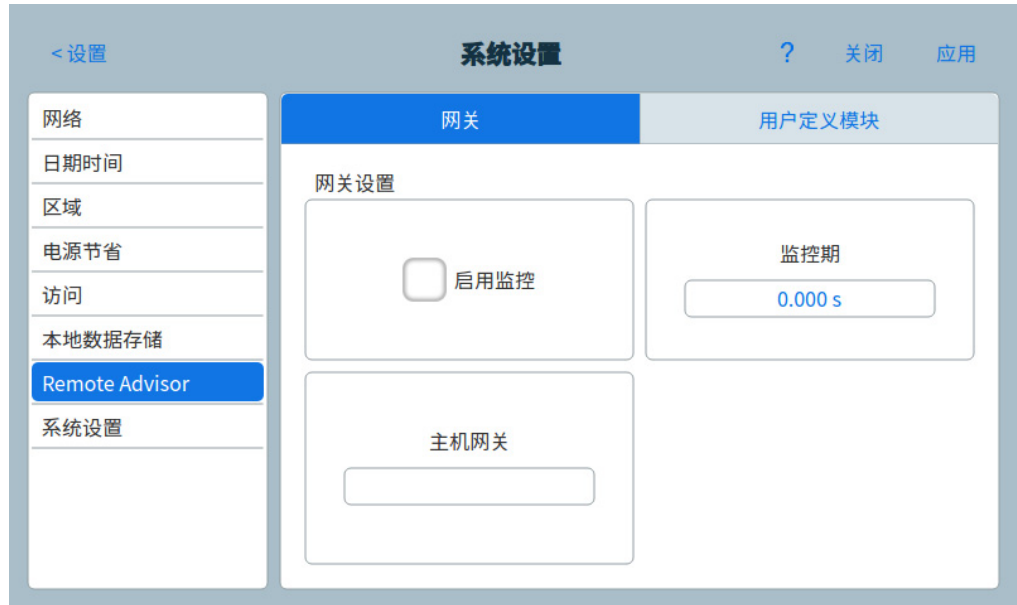 < 设置
系统设置
?
关闭
应用
网络
日期时间
区域
电源节省
访问
本地数据存储
Remote Advisor
系统设置
网关
用户定义模块
网关设置
启用监控
监控期
0.000 s
主机网关